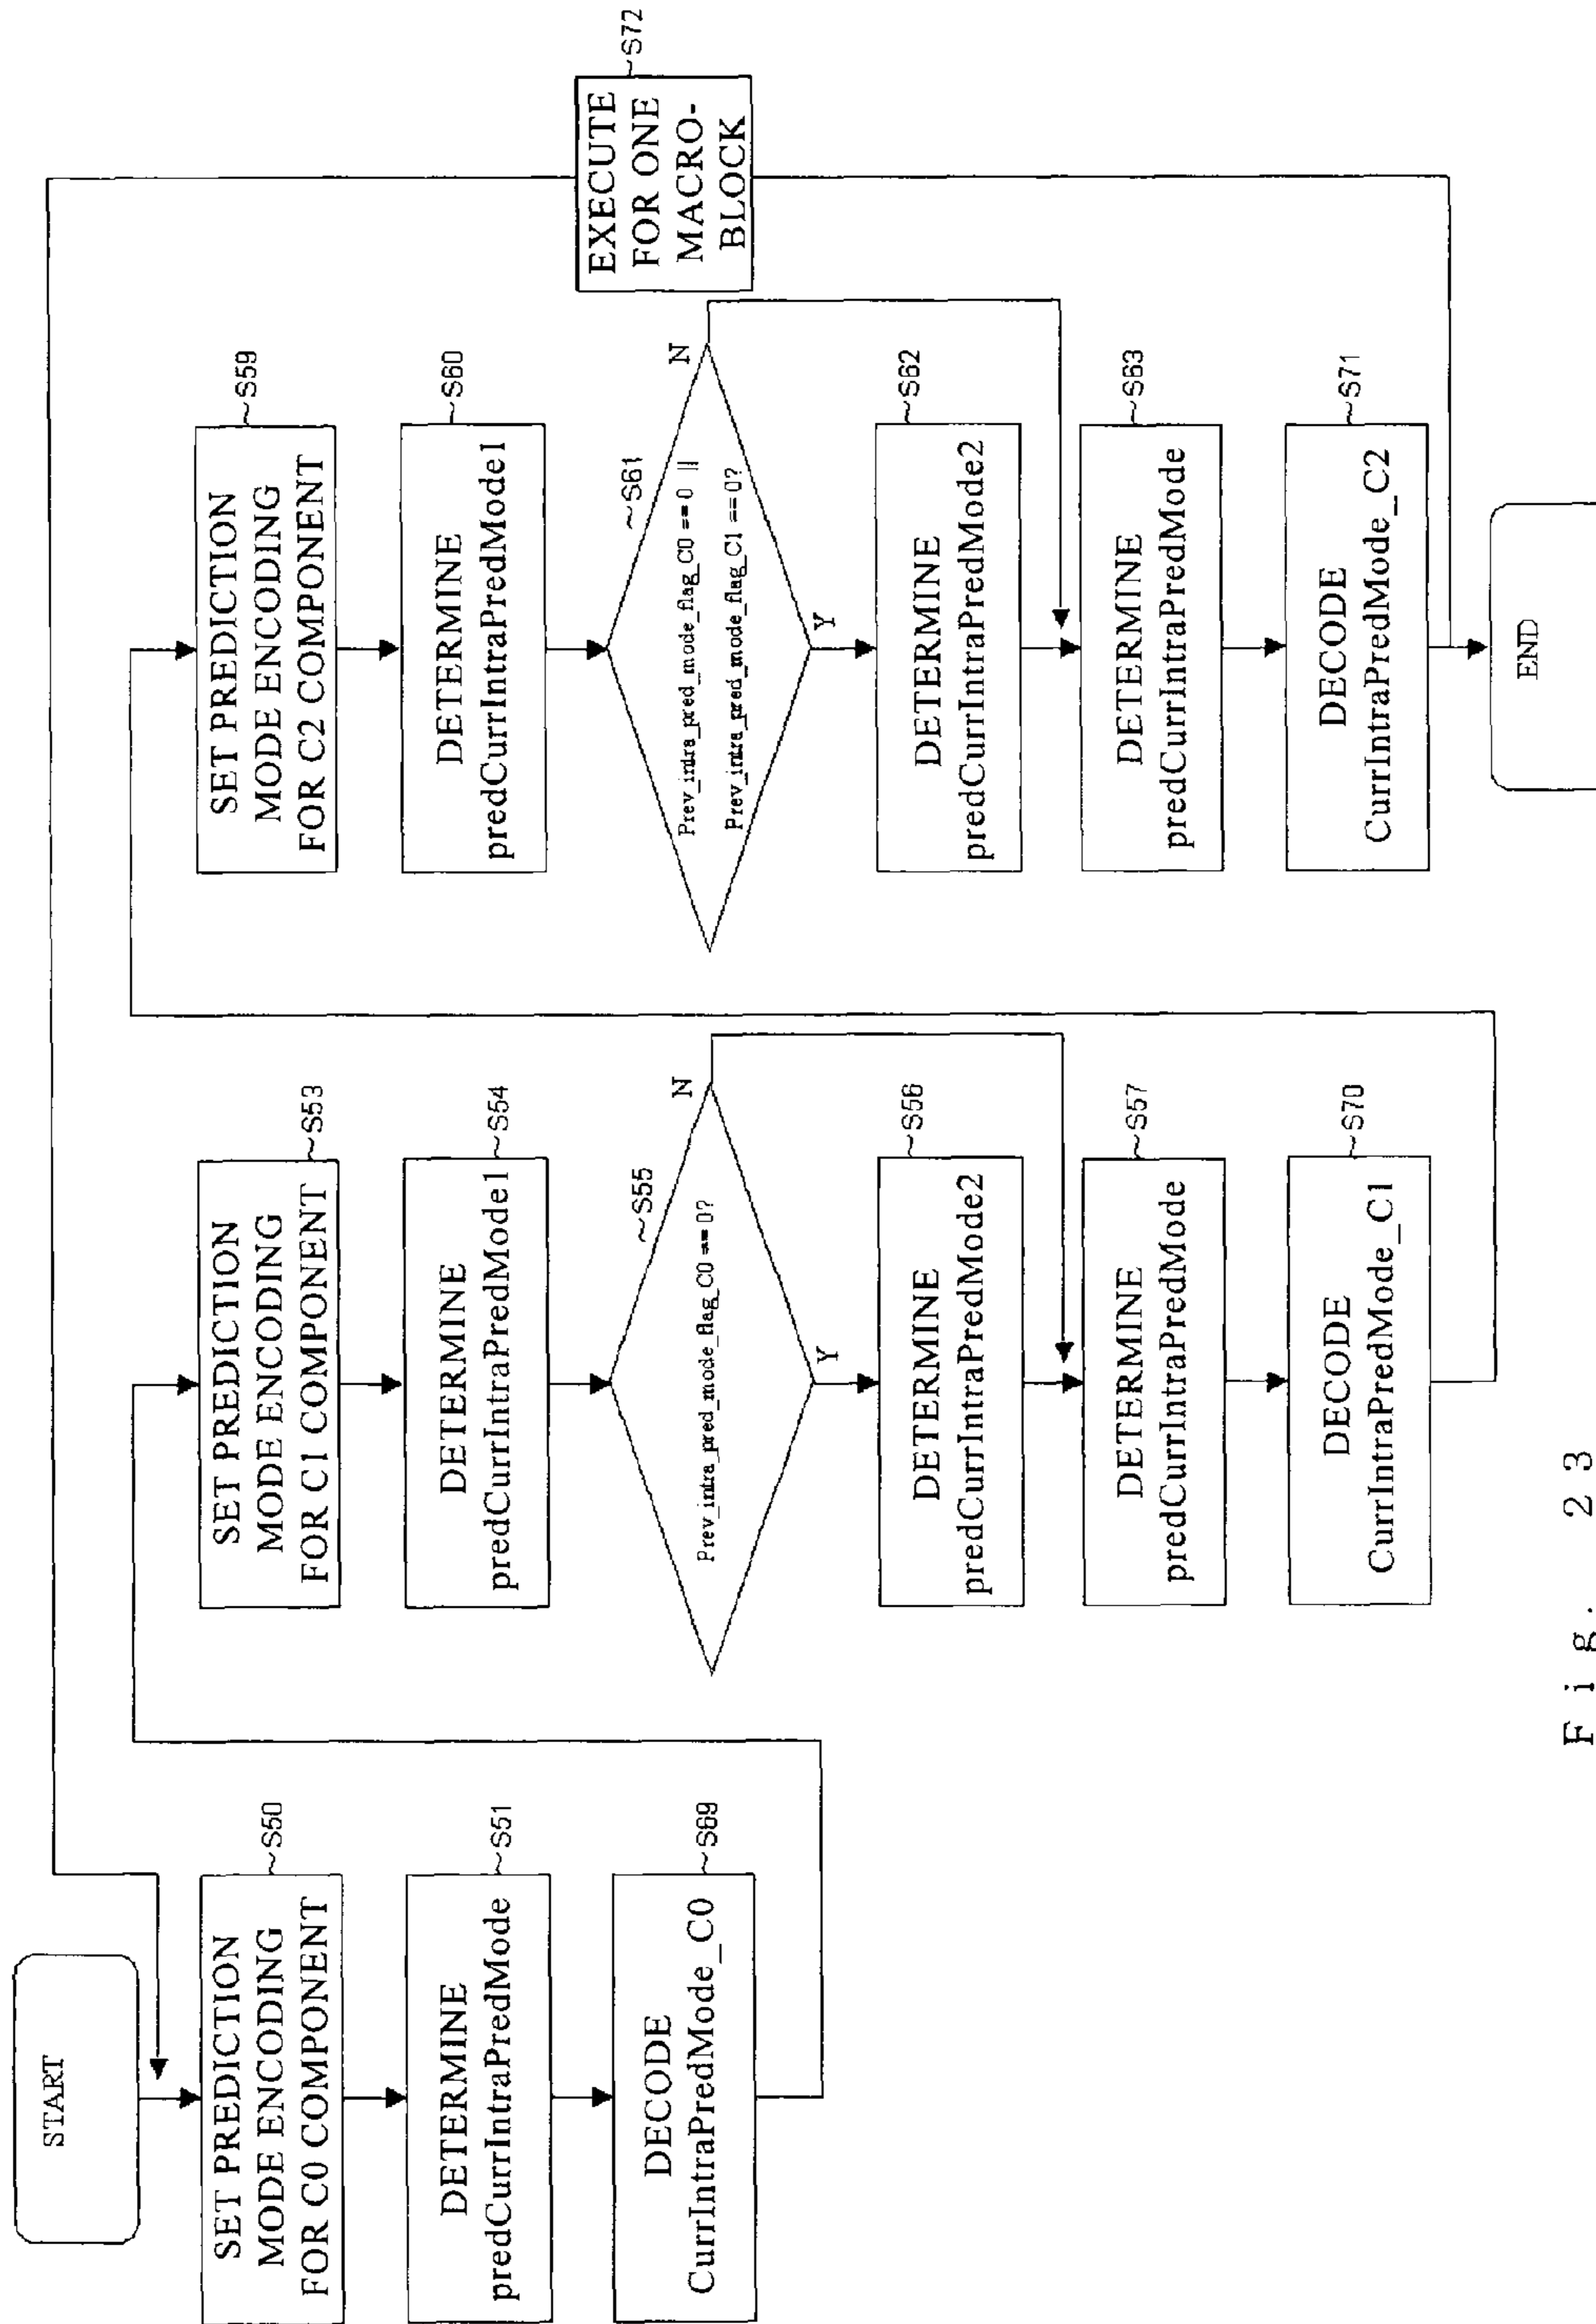 START
SET PREDICTION
MODE ENCODING
FOR C0 COMPONENT
~S50
DETERMINE
predCurrIntraPredMode
~S51
DECODE
CurrIntraPredMode_C0
~S69
SET PREDICTION
MODE ENCODING
FOR C1 COMPONENT
~S53
DETERMINE
predCurrIntraPredMode1
~S54
Prev_intra_pred_mode_flag_C0 == 0?
~S55
N
Y
DETERMINE
predCurrIntraPredMode2
~S56
DETERMINE
predCurrIntraPredMode
~S57
DECODE
CurrIntraPredMode_C1
~S70
SET PREDICTION
MODE ENCODING
FOR C2 COMPONENT
~S59
DETERMINE
predCurrIntraPredMode1
~S60
Prev_intra_pred_mode_flag_C0 == 0 ||
Prev_intra_pred_mode_flag_C1 == 0?
~S61
N
Y
DETERMINE
predCurrIntraPredMode2
~S62
DETERMINE
predCurrIntraPredMode
~S63
DECODE
CurrIntraPredMode_C2
~S71
EXECUTE
FOR ONE
MACRO-
BLOCK
~S72
END
Fig. 23